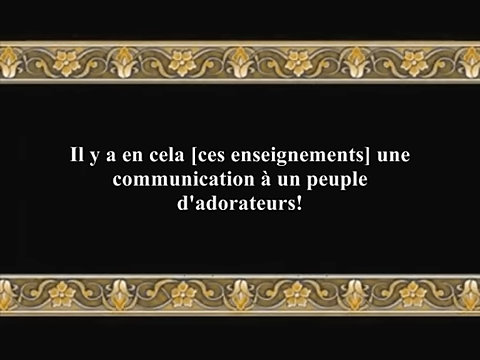 Il y a en cela [ces enseignements] une
communication à un peuple
d'adorateurs!